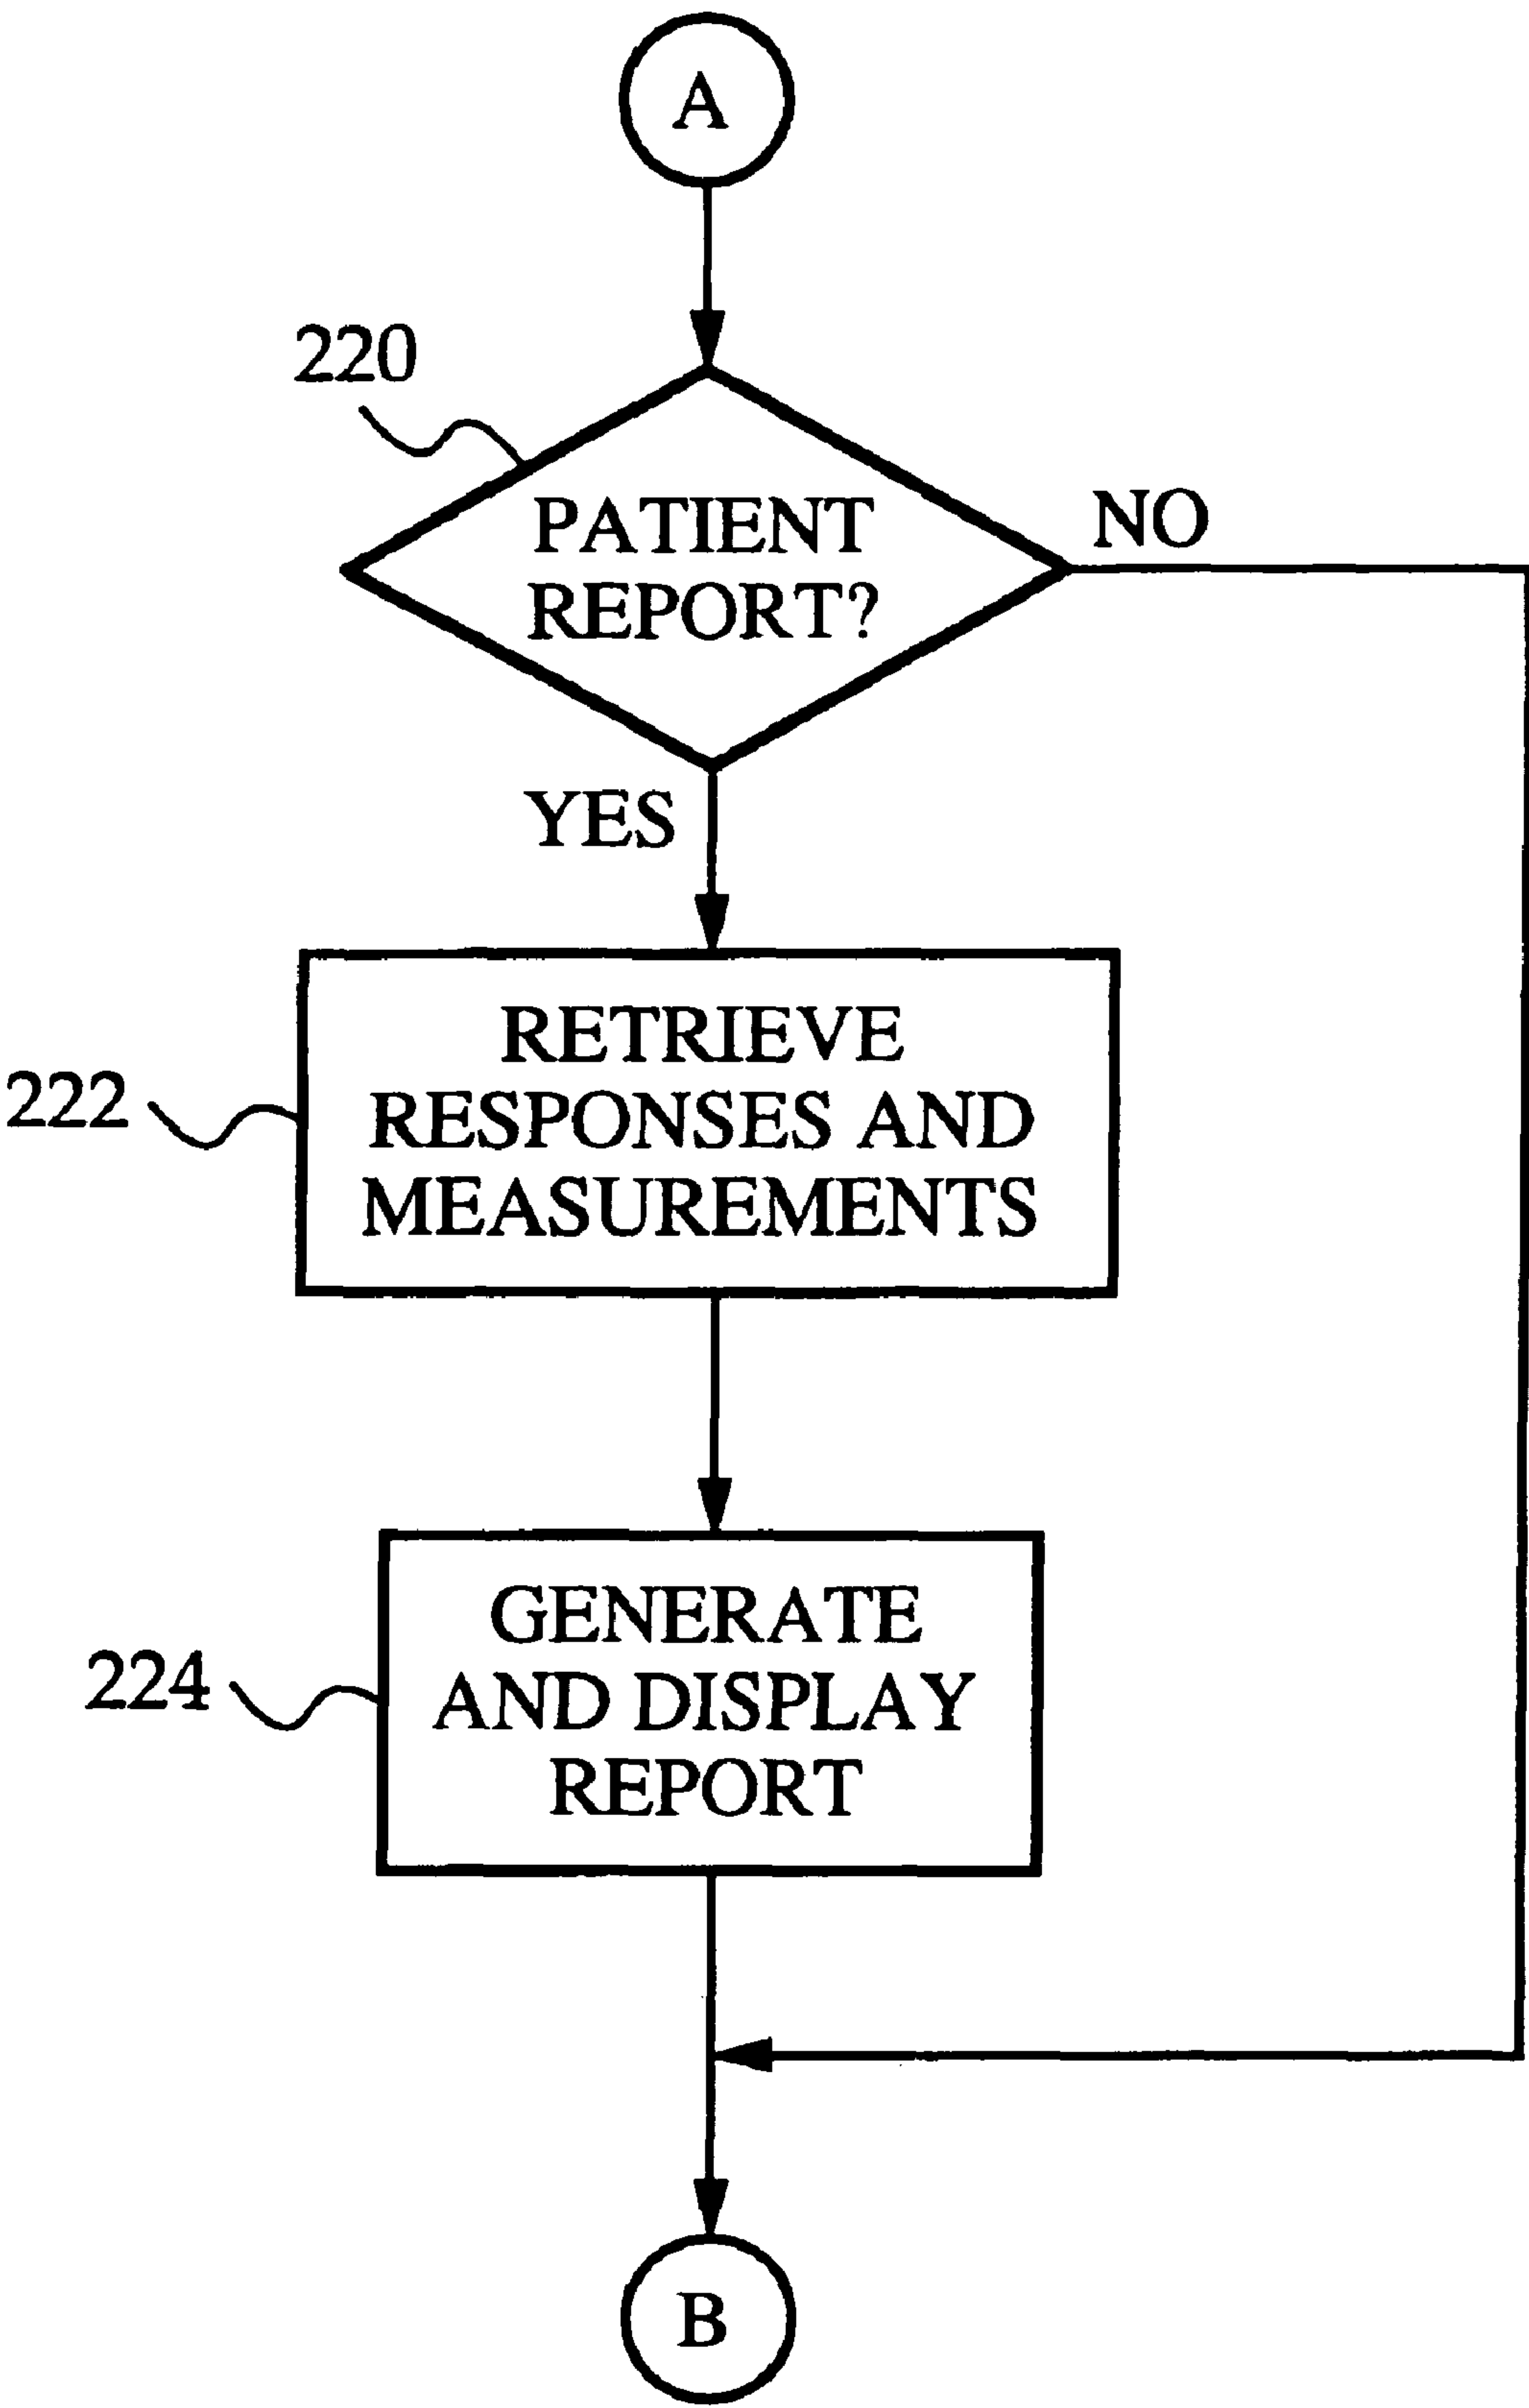 A
220
PATIENT
REPORT?
NO
YES
RETRIEVE
222
RESPONSES AND
MEASUREMENTS
GENERATE
224
AND DISPLAY
REPORT
B